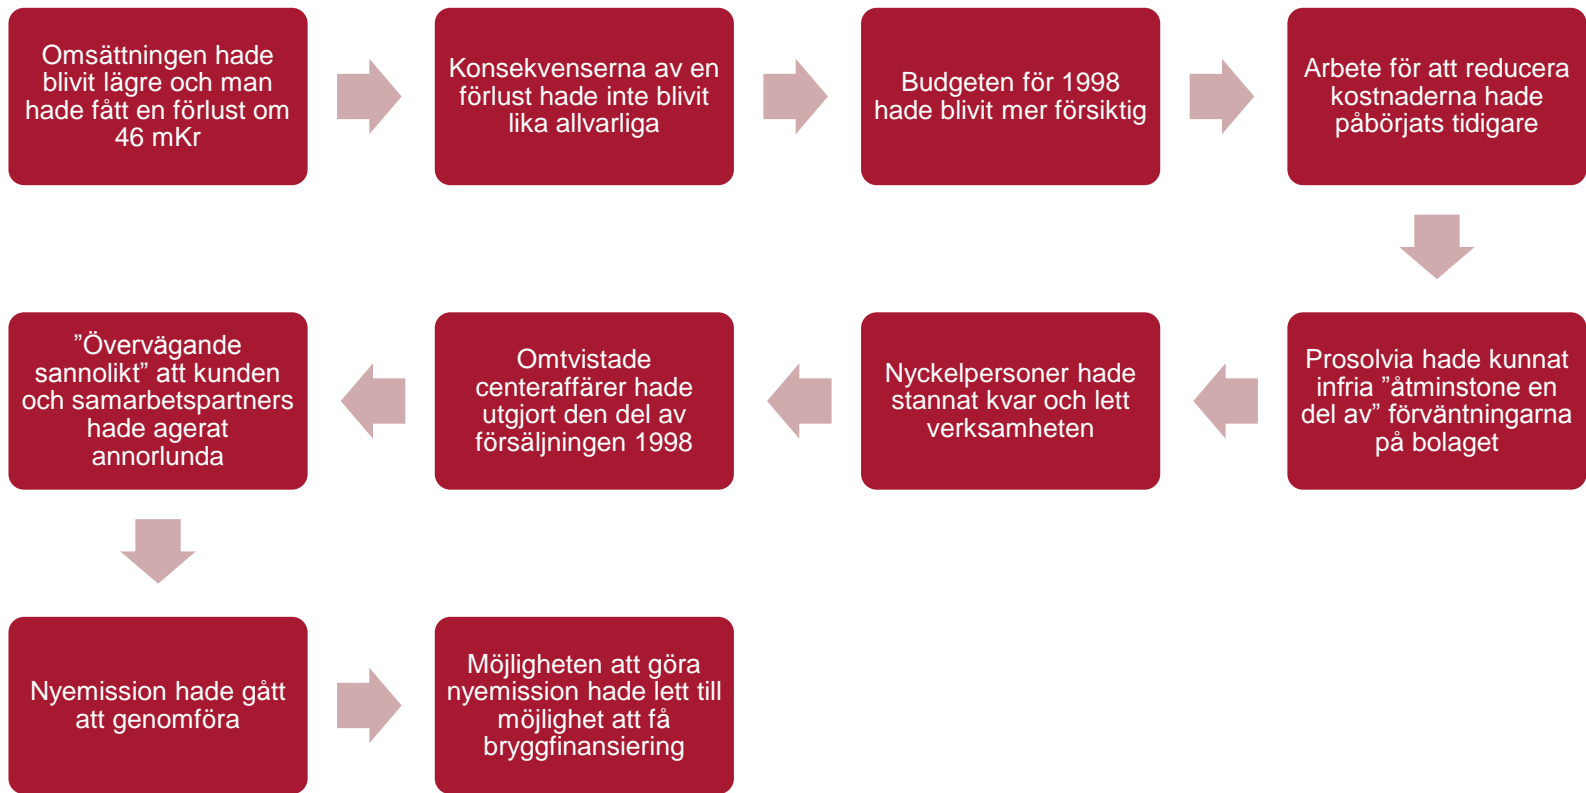 Omsättningen hade
blivit lägre och man
hade fått en förlust om
46 mKr
Konsekvenserna av en
förlust hade inte blivit
lika allvarliga
Budgeten för 1998
hade blivit mer försiktig
Arbete för att reducera
kostnaderna hade
påbörjats tidigare
Prosolvia hade kunnat
infria ”åtminstone en
del av” förväntningarna
på bolaget
Nyckelpersoner hade
stannat kvar och lett
verksamheten
Omtvistade
centeraffärer hade
utgjort den del av
försäljningen 1998
”Övervägande
sannolikt” att kunden
och samarbetspartners
hade agerat
annorlunda
Nyemission hade gått
att genomföra
Möjligheten att göra
nyemission hade lett till
möjlighet att få
bryggfinansiering